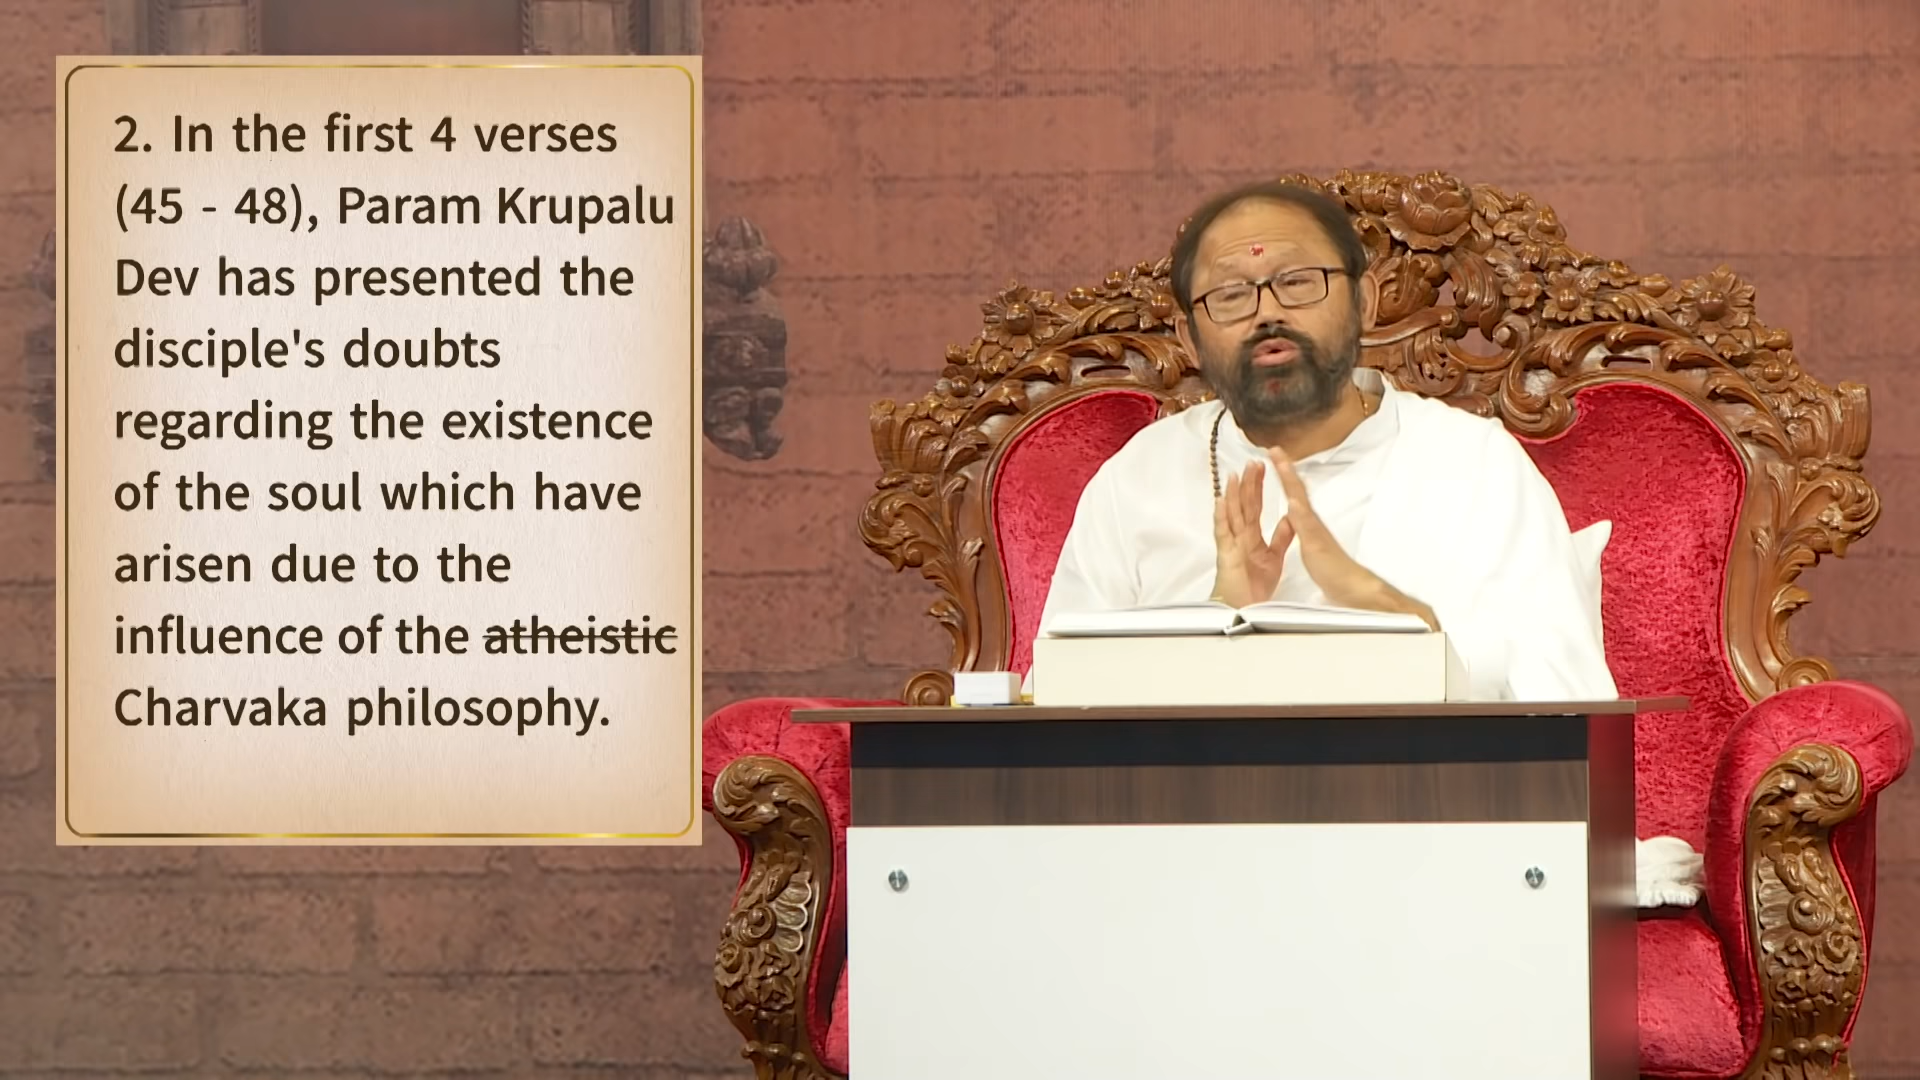 2. In the first 4 verses
(45 - 48), Param Krupalu
Dev has presented the
disciple's doubts
regarding the existence
of the soul which have
arisen due to the
influence of the ~~atheistic~~
Charvaka philosophy.